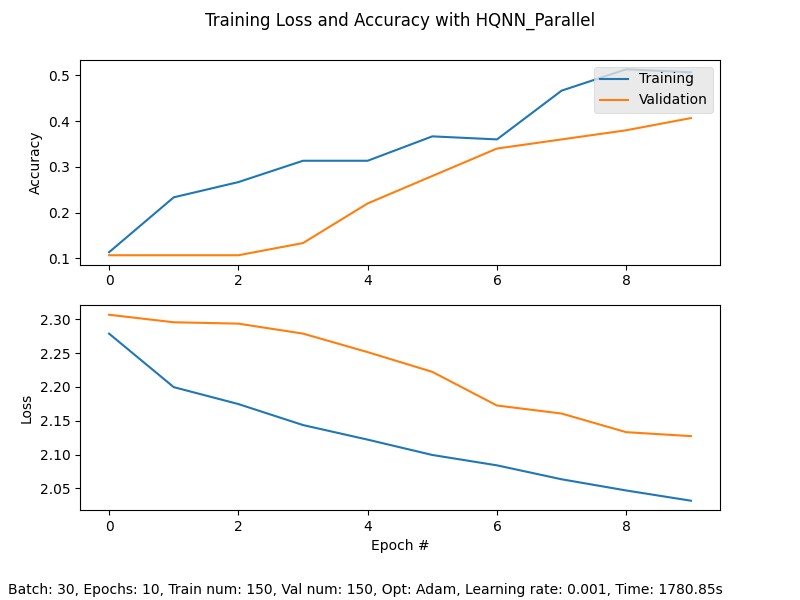 Training Loss and Accuracy with HQNN_Parallel
0.5
0.4
0.3
0.2
0.1
Accuracy
Training
Validation
0 2 4 6 8
2.30
2.25
2.20
2.15
2.10
2.05
Loss
0 2 4 6 8
Epoch #
Batch: 30, Epochs: 10, Train num: 150, Val num: 150, Opt: Adam, Learning rate: 0.001, Time: 1780.85s